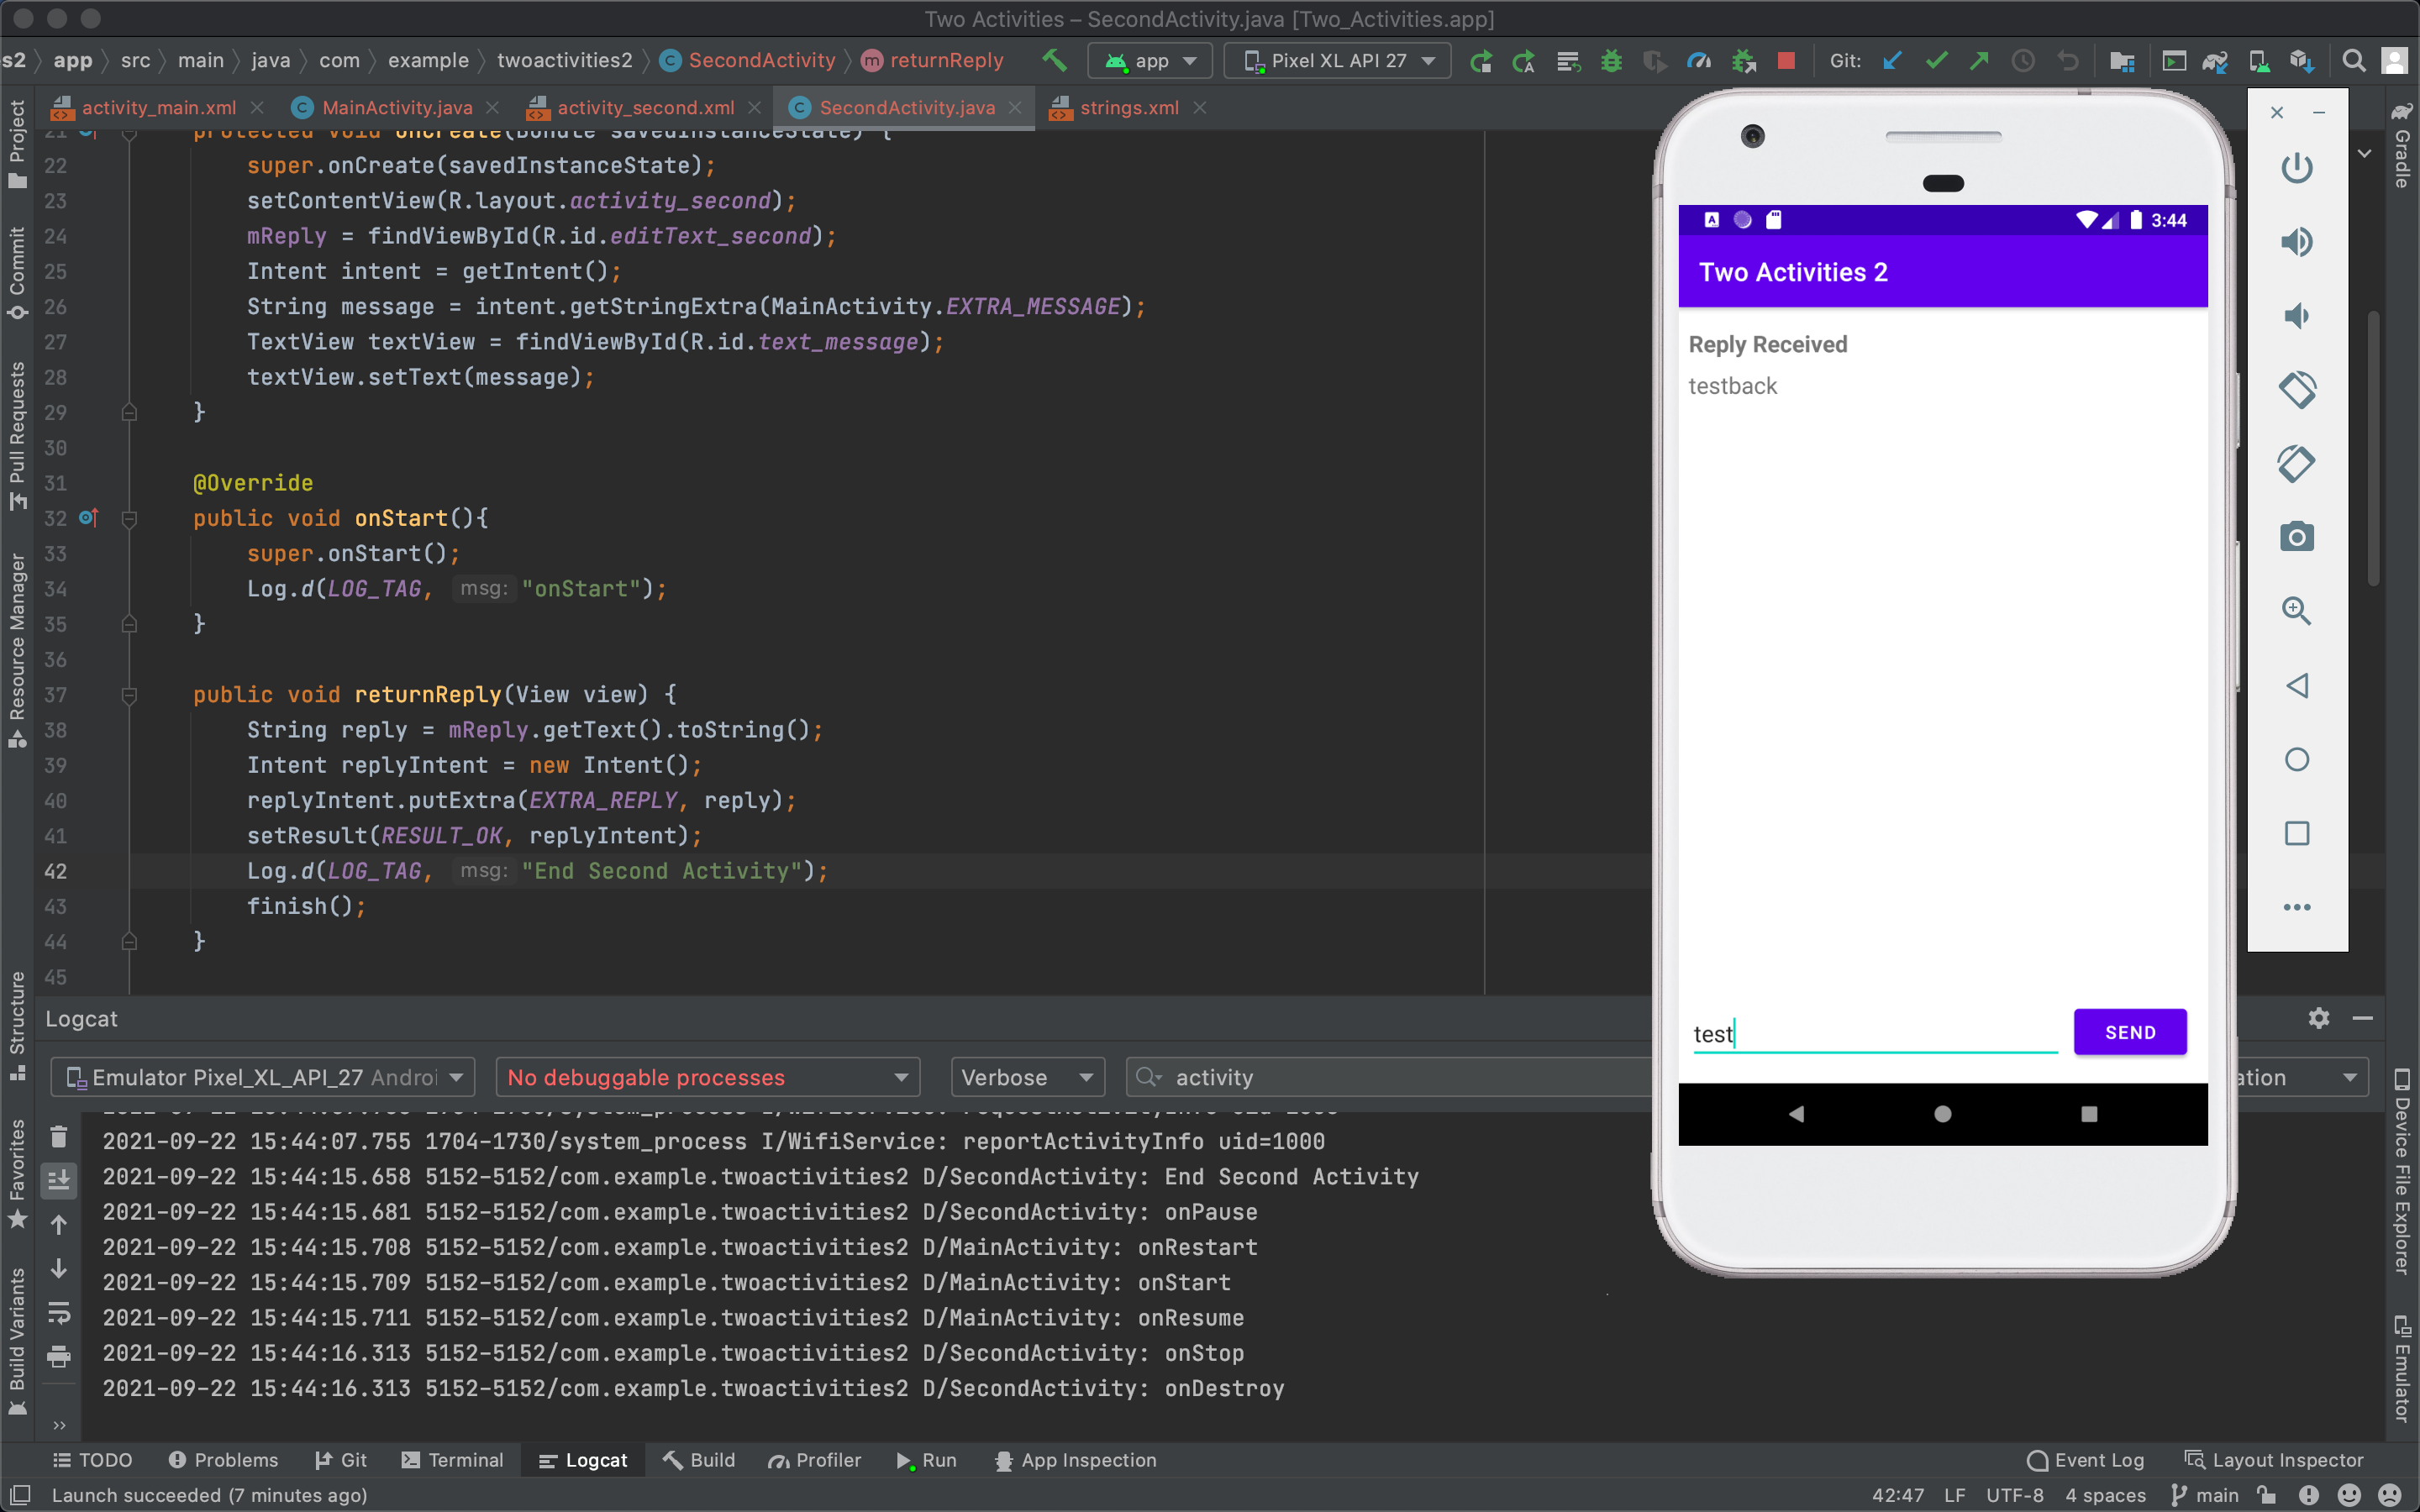 Two Activities – SecondActivity.java [Two_Activities.app]
s2 app src main java com example twoactivities2 SecondActivity returnReply app Pixel XL API 27 Git:
activity_main.xml MainActivity.java activity_second.xml SecondActivity.java strings.xml
21 protected void onCreate(Bundle savedInstanceState) {
22 super.onCreate(savedInstanceState);
23 setContentView(R.layout.activity_second);
24 mReply = findViewById(R.id.editText_second);
25 Intent intent = getIntent();
26 String message = intent.getStringExtra(MainActivity.EXTRA_MESSAGE);
27 TextView textView = findViewById(R.id.text_message);
28 textView.setText(message);
29 }
30
31 @Override
32 public void onStart(){
33 super.onStart();
34 Log.d(LOG_TAG, msg: "onStart");
35 }
36
37 public void returnReply(View view) {
38 String reply = mReply.getText().toString();
39 Intent replyIntent = new Intent();
40 replyIntent.putExtra(EXTRA_REPLY, reply);
41 setResult(RESULT_OK, replyIntent);
42 Log.d(LOG_TAG, msg: "End Second Activity");
43 finish();
44 }
45
Project
Commit
Pull Requests
Resource Manager
Structure
Favorites
Build Variants
3:44
Two Activities 2
Reply Received
testback
test
SEND
Gradle
Device File Explorer
Emulator
Logcat
Emulator Pixel_XL_API_27 Androi No debuggable processes Verbose activity ation
2021-09-22 15:44:07.755 1704-1730/system_process I/WifiService: reportActivityInfo uid=1000
2021-09-22 15:44:15.658 5152-5152/com.example.twoactivities2 D/SecondActivity: End Second Activity
2021-09-22 15:44:15.681 5152-5152/com.example.twoactivities2 D/SecondActivity: onPause
2021-09-22 15:44:15.708 5152-5152/com.example.twoactivities2 D/MainActivity: onRestart
2021-09-22 15:44:15.709 5152-5152/com.example.twoactivities2 D/MainActivity: onStart
2021-09-22 15:44:15.711 5152-5152/com.example.twoactivities2 D/MainActivity: onResume
2021-09-22 15:44:16.313 5152-5152/com.example.twoactivities2 D/SecondActivity: onStop
2021-09-22 15:44:16.313 5152-5152/com.example.twoactivities2 D/SecondActivity: onDestroy
TODO Problems Git Terminal Logcat Build Profiler Run App Inspection Event Log Layout Inspector
Launch succeeded (7 minutes ago) 42:47 LF UTF-8 4 spaces main